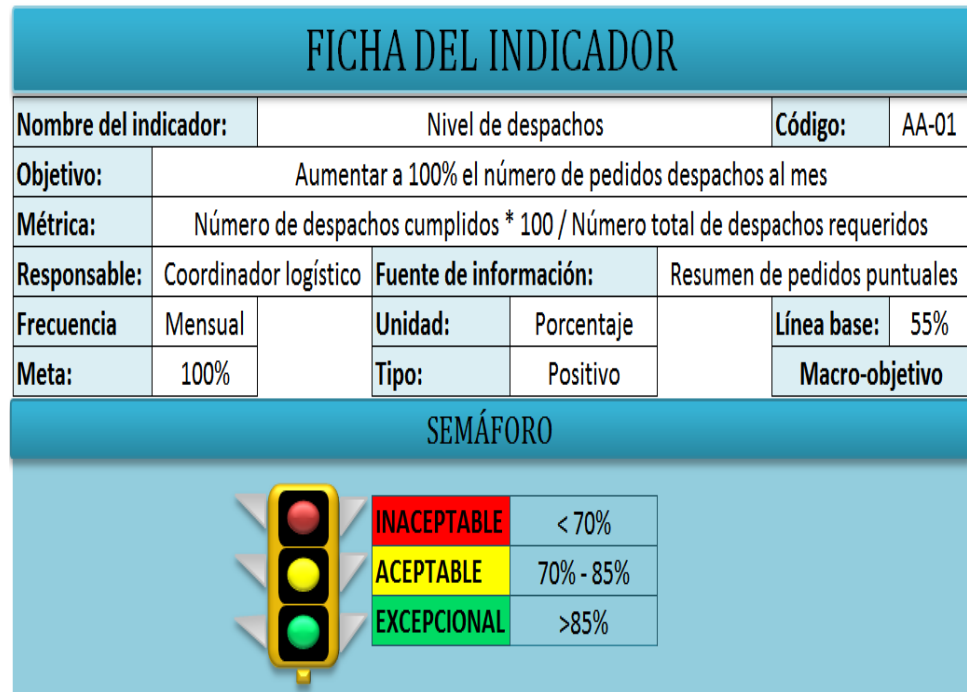 FICHA DEL INDICADOR
Nombre del indicador: Nivel de despachos Código: AA-01
Objetivo: Aumentar a 100% el número de pedidos despachos al mes
Métrica: Número de despachos cumplidos * 100 / Número total de despachos requeridos
Responsable: Coordinador logístico Fuente de información: Resumen de pedidos puntuales
Frecuencia Mensual Unidad: Porcentaje Línea base: 55%
Meta: 100% Tipo: Positivo Macro-objetivo
SEMÁFORO
INACEPTABLE < 70%
ACEPTABLE 70% - 85%
EXCEPCIONAL >85%